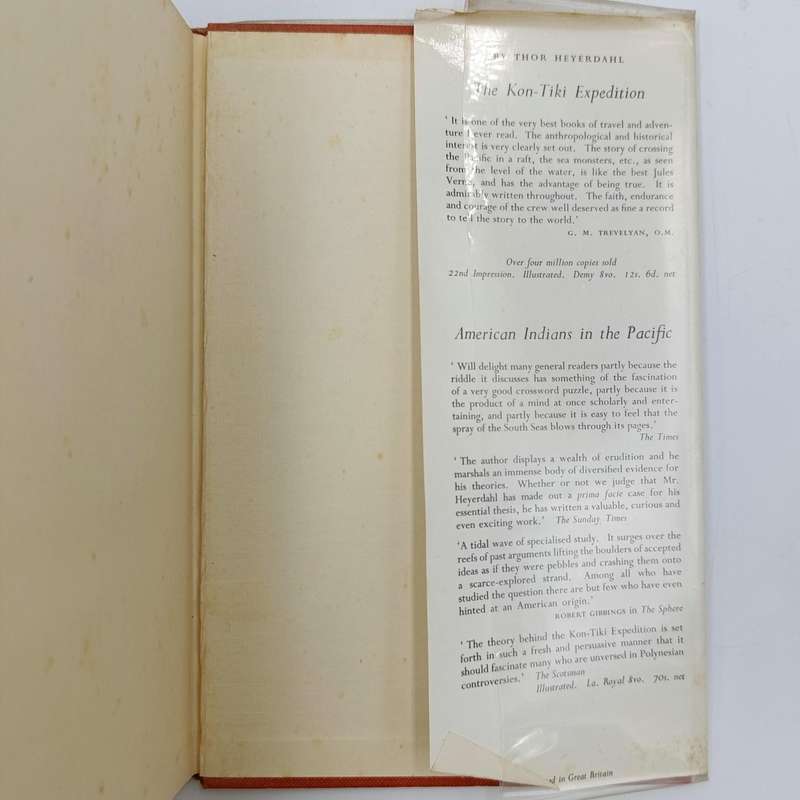 BY THOR HEYERDAHL
The Kon-Tiki Expedition
‘ It is one of the very best books of travel and adven-
ture I ever read. The anthropological and historical
interest is very clearly set out. The story of crossing
the Pacific in a raft, the sea monsters, etc., as seen
from the level of the water, is like the best Jules
Verne, and has the advantage of being true. It is
admirably written throughout. The faith, endurance
and courage of the crew well deserved as fine a record
to tell the story to the world.’
G. M. TREVELYAN, O.M.
Over four million copies sold
22nd Impression. Illustrated. Demy 8vo. 12s. 6d. net
American Indians in the Pacific
‘ Will delight many general readers partly because the
riddle it discusses has something of the fascination
of a very good crossword puzzle, partly because it is
the product of a mind at once scholarly and enter-
taining, and partly because it is easy to feel that the
spray of the South Seas blows through its pages.’
The Times
‘ The author displays a wealth of erudition and he
marshals an immense body of diversified evidence for
his theories. Whether or not we judge that Mr.
Heyerdahl has made out a prima facie case for his
essential thesis, he has written a valuable, curious and
even exciting work.’ The Sunday Times
‘A tidal wave of specialised study. It surges over the
reefs of past arguments lifting the boulders of accepted
ideas as if they were pebbles and crashing them onto
a scarce-explored strand. Among all who have
studied the question there are but few who have even
hinted at an American origin.’
ROBERT GIBBINGS in The Sphere
‘ The theory behind the Kon-Tiki Expedition is set
forth in such a fresh and persuasive manner that it
should fascinate many who are unversed in Polynesian
controversies.’ The Scotsman
Illustrated. La. Royal 8vo. 70s. net
in Great Britain